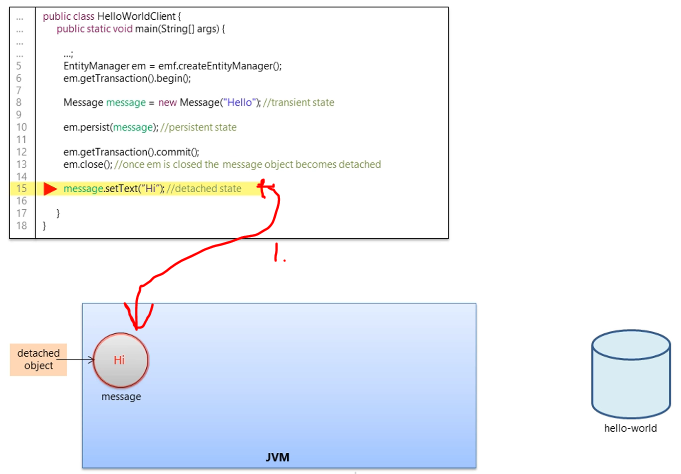 ... public class HelloWorldClient {
... public static void main(String[] args) {
...
... ...;
5 EntityManager em = emf.createEntityManager();
6 em.getTransaction().begin();
7
8 Message message = new Message("Hello"); //transient state
9
10 em.persist(message); //persistent state
11
12 em.getTransaction().commit();
13 em.close(); //once em is closed the message object becomes detached
14
15 message.setText("Hi"); //detached state
16
17 }
18 }
1.
detached
object
Hi
message
JVM
hello-world